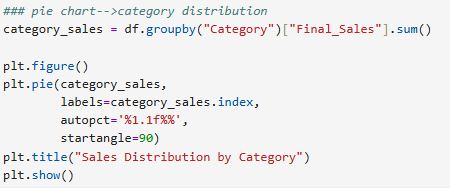 ### pie chart-->category distribution
category_sales = df.groupby("Category")["Final_Sales"].sum()

plt.figure()
plt.pie(category_sales,
        labels=category_sales.index,
        autopct='%1.1f%%',
        startangle=90)
plt.title("Sales Distribution by Category")
plt.show()